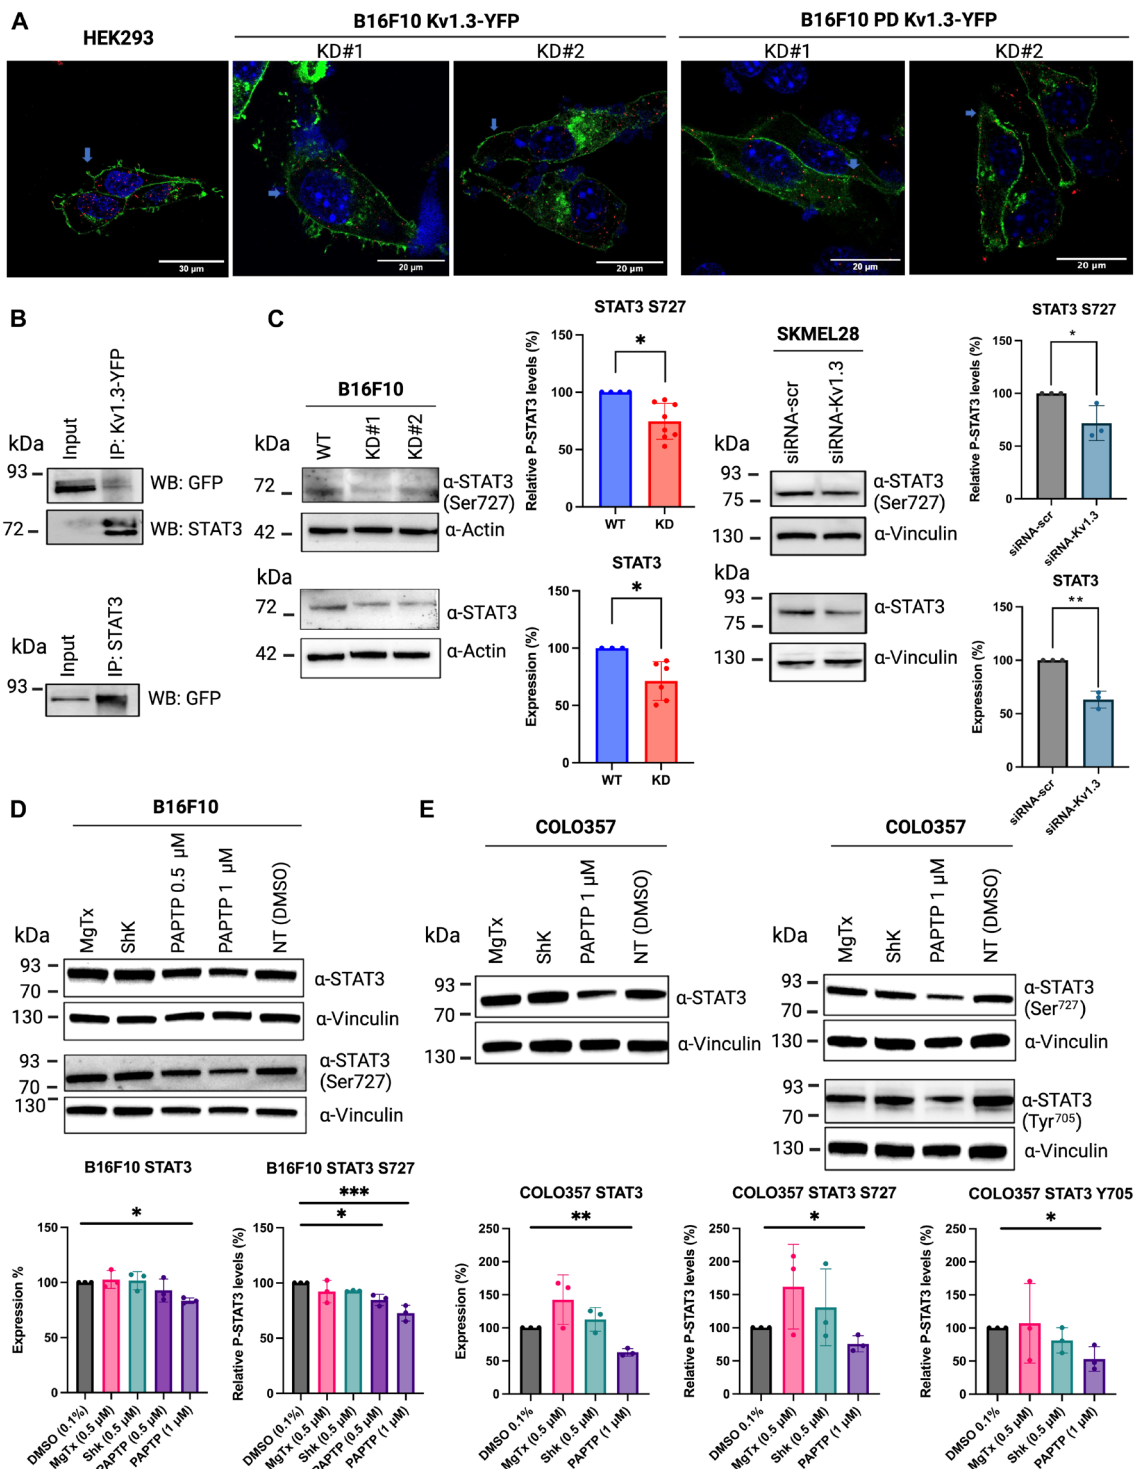 A
HEK293
B16F10 Kv1.3-YFP
B16F10 PD Kv1.3-YFP
KD#1
KD#2
KD#1
KD#2
30 µm
20 µm
20 µm
20 µm
20 µm
B
kDa
Input
IP: Kv1.3-YFP
93
WB: GFP
72
WB: STAT3
kDa
Input
IP: STAT3
93
WB: GFP
C
B16F10
kDa
WT
KD#1
KD#2
72
α-STAT3
(Ser727)
42
α-Actin
kDa
72
α-STAT3
42
α-Actin
STAT3 S727
Relative P-STAT3 levels (%)
150
100
50
0
*
WT
KD
STAT3
Expression (%)
150
100
50
0
*
WT
KD
SKMEL28
kDa
siRNA-scr
siRNA-Kv1.3
93
75
α-STAT3
(Ser727)
130
α-Vinculin
kDa
93
75
α-STAT3
130
α-Vinculin
STAT3 S727
Relative P-STAT3 levels (%)
150
100
50
0
*
siRNA-scr
siRNA-Kv1.3
STAT3
Expression (%)
150
100
50
0
**
siRNA-scr
siRNA-Kv1.3
D
B16F10
kDa
MgTx
ShK
PAPTP 0.5 µM
PAPTP 1 µM
NT (DMSO)
93
70
α-STAT3
130
α-Vinculin
93
70
α-STAT3
(Ser727)
130
α-Vinculin
B16F10 STAT3
Expression %
150
100
50
0
*
DMSO (0.1%)
MgTx (0.5 µM)
Shk (0.5 µM)
PAPTP (0.5 µM)
PAPTP (1 µM)
B16F10 STAT3 S727
Relative P-STAT3 levels (%)
150
100
50
0
***
*
DMSO (0.1%)
MgTx (0.5 µM)
Shk (0.5 µM)
PAPTP (0.5 µM)
PAPTP (1 µM)
E
COLO357
kDa
MgTx
ShK
PAPTP 1 µM
NT (DMSO)
93
70
α-STAT3
130
α-Vinculin
COLO357
kDa
MgTx
ShK
PAPTP 1 µM
NT (DMSO)
93
70
α-STAT3
(Ser⁷²⁷)
130
α-Vinculin
93
70
α-STAT3
(Tyr⁷⁰⁵)
130
α-Vinculin
COLO357 STAT3
Expression (%)
250
200
150
100
50
0
**
DMSO 0.1%
MgTx (0.5 µM)
Shk (0.5 µM)
PAPTP (1 µM)
COLO357 STAT3 S727
Relative P-STAT3 levels (%)
250
200
150
100
50
0
*
DMSO 0.1%
MgTx (0.5 µM)
Shk (0.5 µM)
PAPTP (1 µM)
COLO357 STAT3 Y705
Relative P-STAT3 levels (%)
250
200
150
100
50
0
*
DMSO 0.1%
MgTx (0.5 µM)
Shk (0.5 µM)
PAPTP (1 µM)